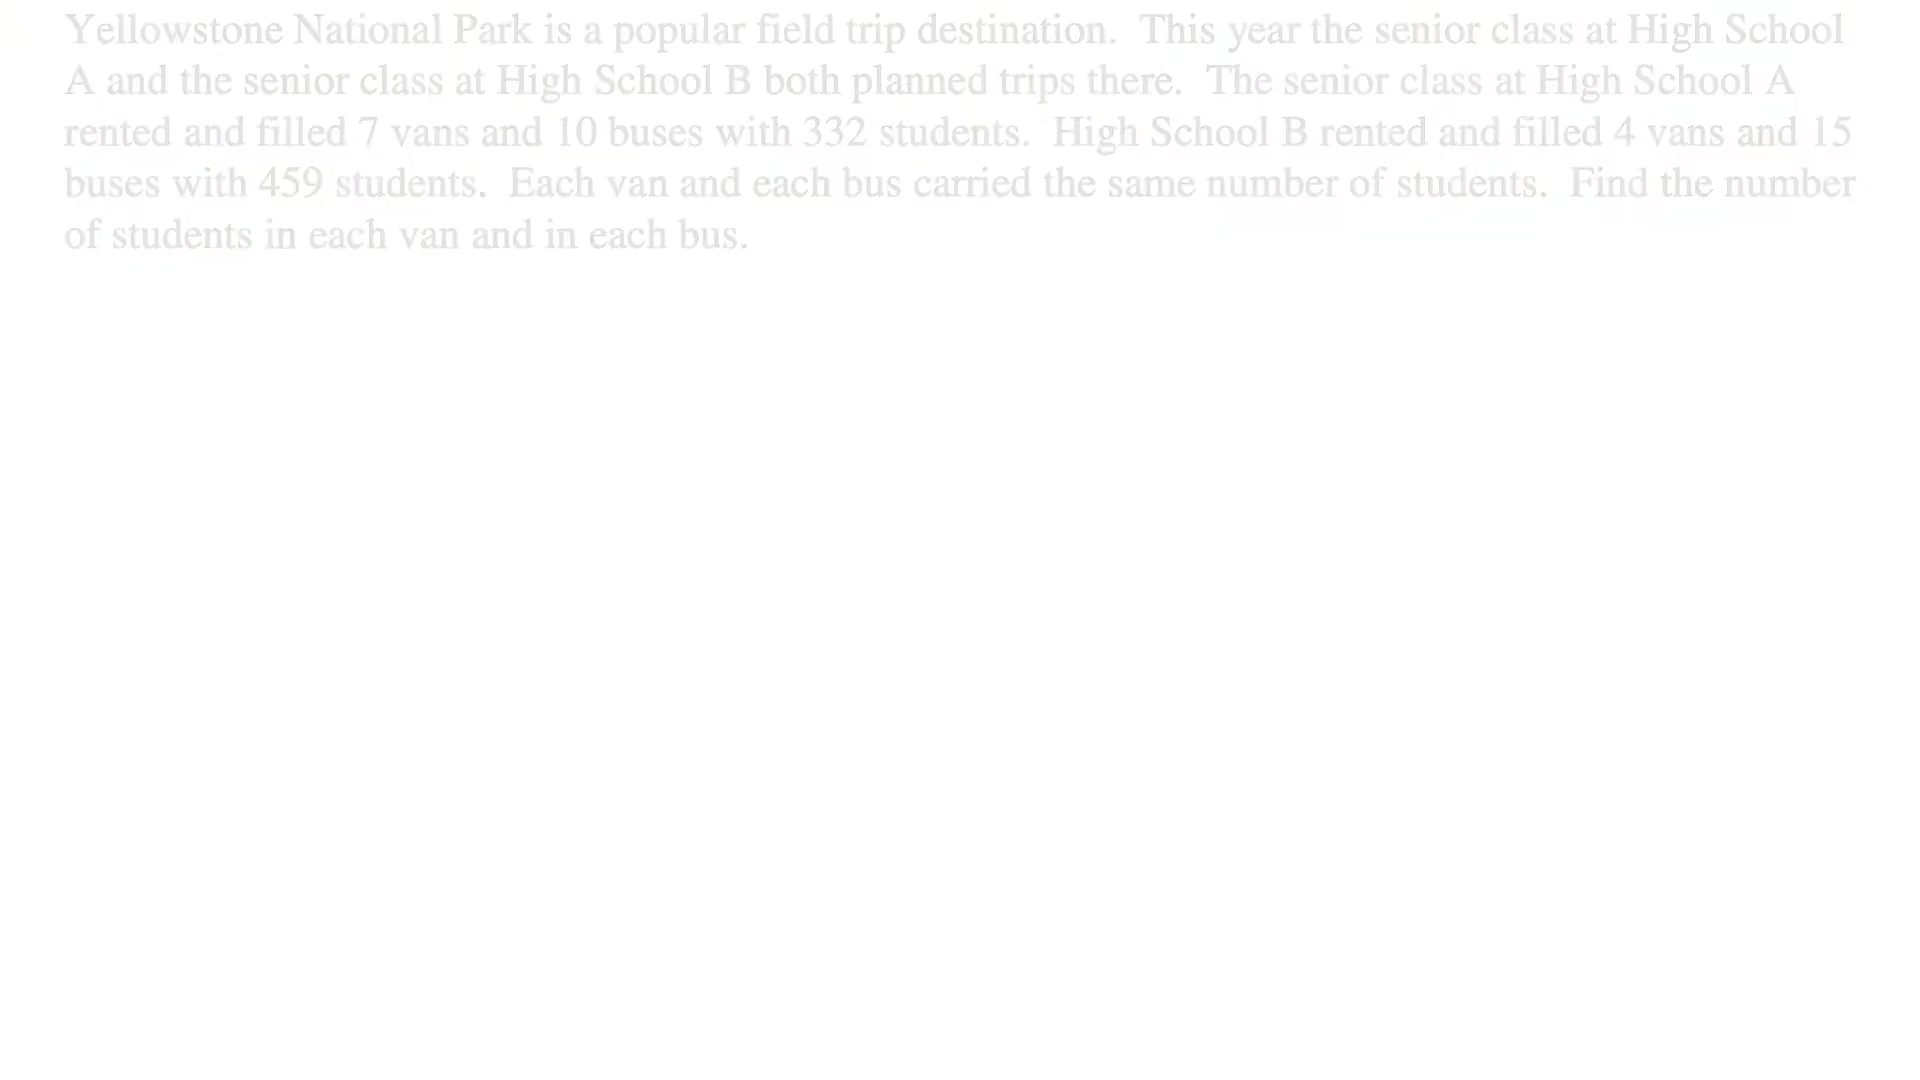 Yellowstone National Park is a popular field trip destination.  This year the senior class at High School
A and the senior class at High School B both planned trips there.  The senior class at High School A
rented and filled 7 vans and 10 buses with 332 students.  High School B rented and filled 4 vans and 15
buses with 459 students.  Each van and each bus carried the same number of students.  Find the number
of students in each van and in each bus.